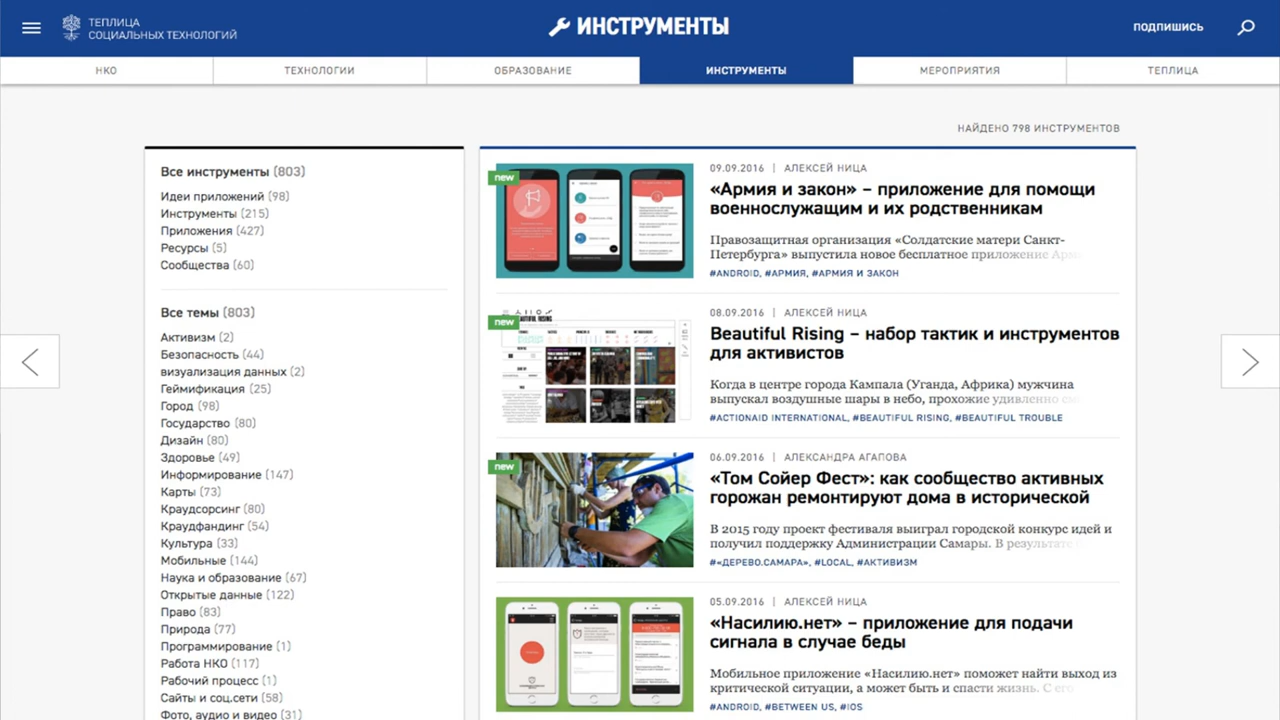 ТЕПЛИЦА
СОЦИАЛЬНЫХ ТЕХНОЛОГИЙ
ИНСТРУМЕНТЫ
ПОДПИШИСЬ
НКО
ТЕХНОЛОГИИ
ОБРАЗОВАНИЕ
ИНСТРУМЕНТЫ
МЕРОПРИЯТИЯ
ТЕПЛИЦА
НАЙДЕНО 798 ИНСТРУМЕНТОВ
Все инструменты (803)
Идеи приложений (98)
Инструменты (215)
Приложения (427)
Ресурсы (5)
Сообщества (60)
Все темы (803)
Активизм (2)
Безопасность (44)
визуализация данных (2)
Геймификация (25)
Город (98)
Государство (80)
Дизайн (80)
Здоровье (49)
Информирование (147)
Карты (73)
Краудсорсинг (80)
Краудфандинг (54)
Культура (33)
Мобильные (144)
Наука и образование (67)
Открытые данные (122)
Право (83)
Природа (77)
Программирование (1)
Работа НКО (117)
Рабочий процесс (1)
Сайты и соц.сети (58)
Фото, аудио и видео (31)
new
09.09.2016 | АЛЕКСЕЙ НИЦА
«Армия и закон» – приложение для помощи
военнослужащим и их родственникам
Правозащитная организация «Солдатские матери Санкт-
Петербурга» выпустила новое бесплатное приложение
#ANDROID, #АРМИЯ, #АРМИЯ И ЗАКОН
new
BEAUTIFUL RISING
08.09.2016 | АЛЕКСЕЙ НИЦА
Beautiful Rising – набор тактик и инструментов
для активистов
Когда в центре города Кампала (Уганда, Африка) мужчина
выпускал воздушные шары в небо, прохожие удивленно
#ACTIONAID INTERNATIONAL, #BEAUTIFUL RISING, #BEAUTIFUL TROUBLE
new
06.09.2016 | АЛЕКСАНДРА АГАПОВА
«Том Сойер Фест»: как сообщество активных
горожан ремонтируют дома в исторической
В 2015 году проект фестиваля выиграл городской конкурс идей и
получил поддержку Администрации Самары. В результате
#«ДЕРЕВО.САМАРА», #LOCAL, #АКТИВИЗМ
05.09.2016 | АЛЕКСЕЙ НИЦА
«Насилию.нет» – приложение для подачи
сигнала в случае беды
Мобильное приложение «Насилию.нет» поможет найти выход из
критической ситуации, а может быть и спасти жизнь. С его
#ANDROID, #BETWEEN US, #IOS